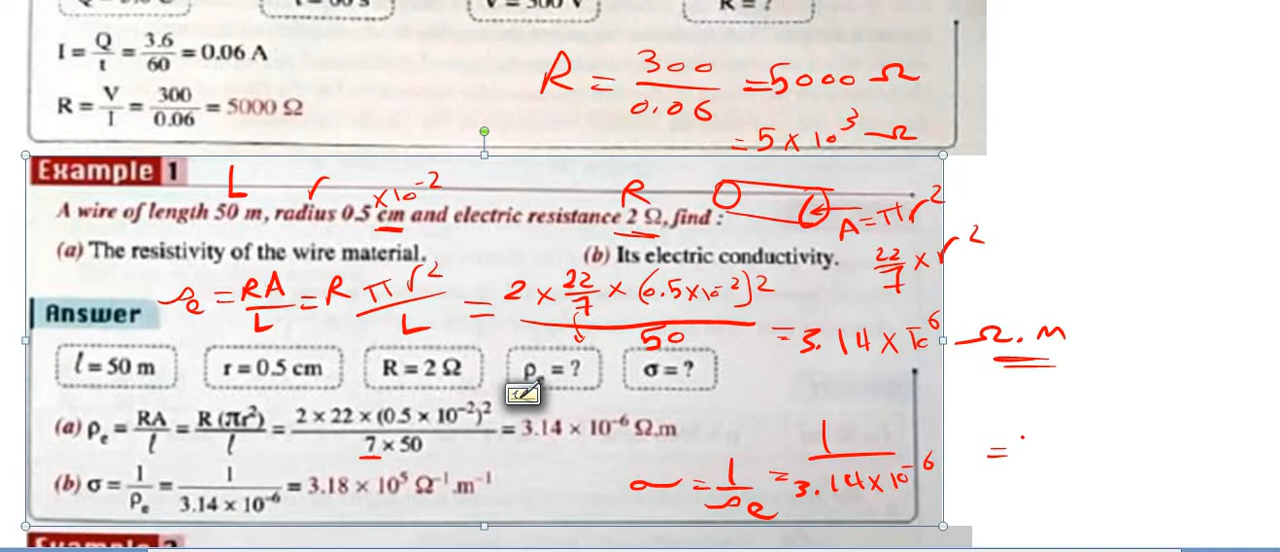 V = 300 V
R = ?
I = Q/t = 3.6/60 = 0.06 A
R = V/I = 300/0.06 = 5000 Ω
R = 300/0.06 = 5000 Ω
= 5 × 10³ Ω
Example 1
L r ×10⁻² R
A wire of length 50 m, radius 0.5 cm and electric resistance 2 Ω, find :
A = πr²
(a) The resistivity of the wire material. (b) Its electric conductivity.
22/7 × r²
ρe = RA/L = R πr²/L = 2 × 22/7 × (0.5×10⁻²)2/50 = 3.14 × 10⁻⁶ Ω.m
Answer
l = 50 m r = 0.5 cm R = 2 Ω ρe = ? σ = ?
(a) ρe = RA/l = R (πr²)/l = 2 × 22 × (0.5 × 10⁻²)²/7 × 50 = 3.14 × 10⁻⁶ Ω.m
(b) σ = 1/ρe = 1/3.14 × 10⁻⁶ = 3.18 × 10⁵ Ω⁻¹.m⁻¹
σ = 1/ρe = 1/3.14×10⁻⁶ =